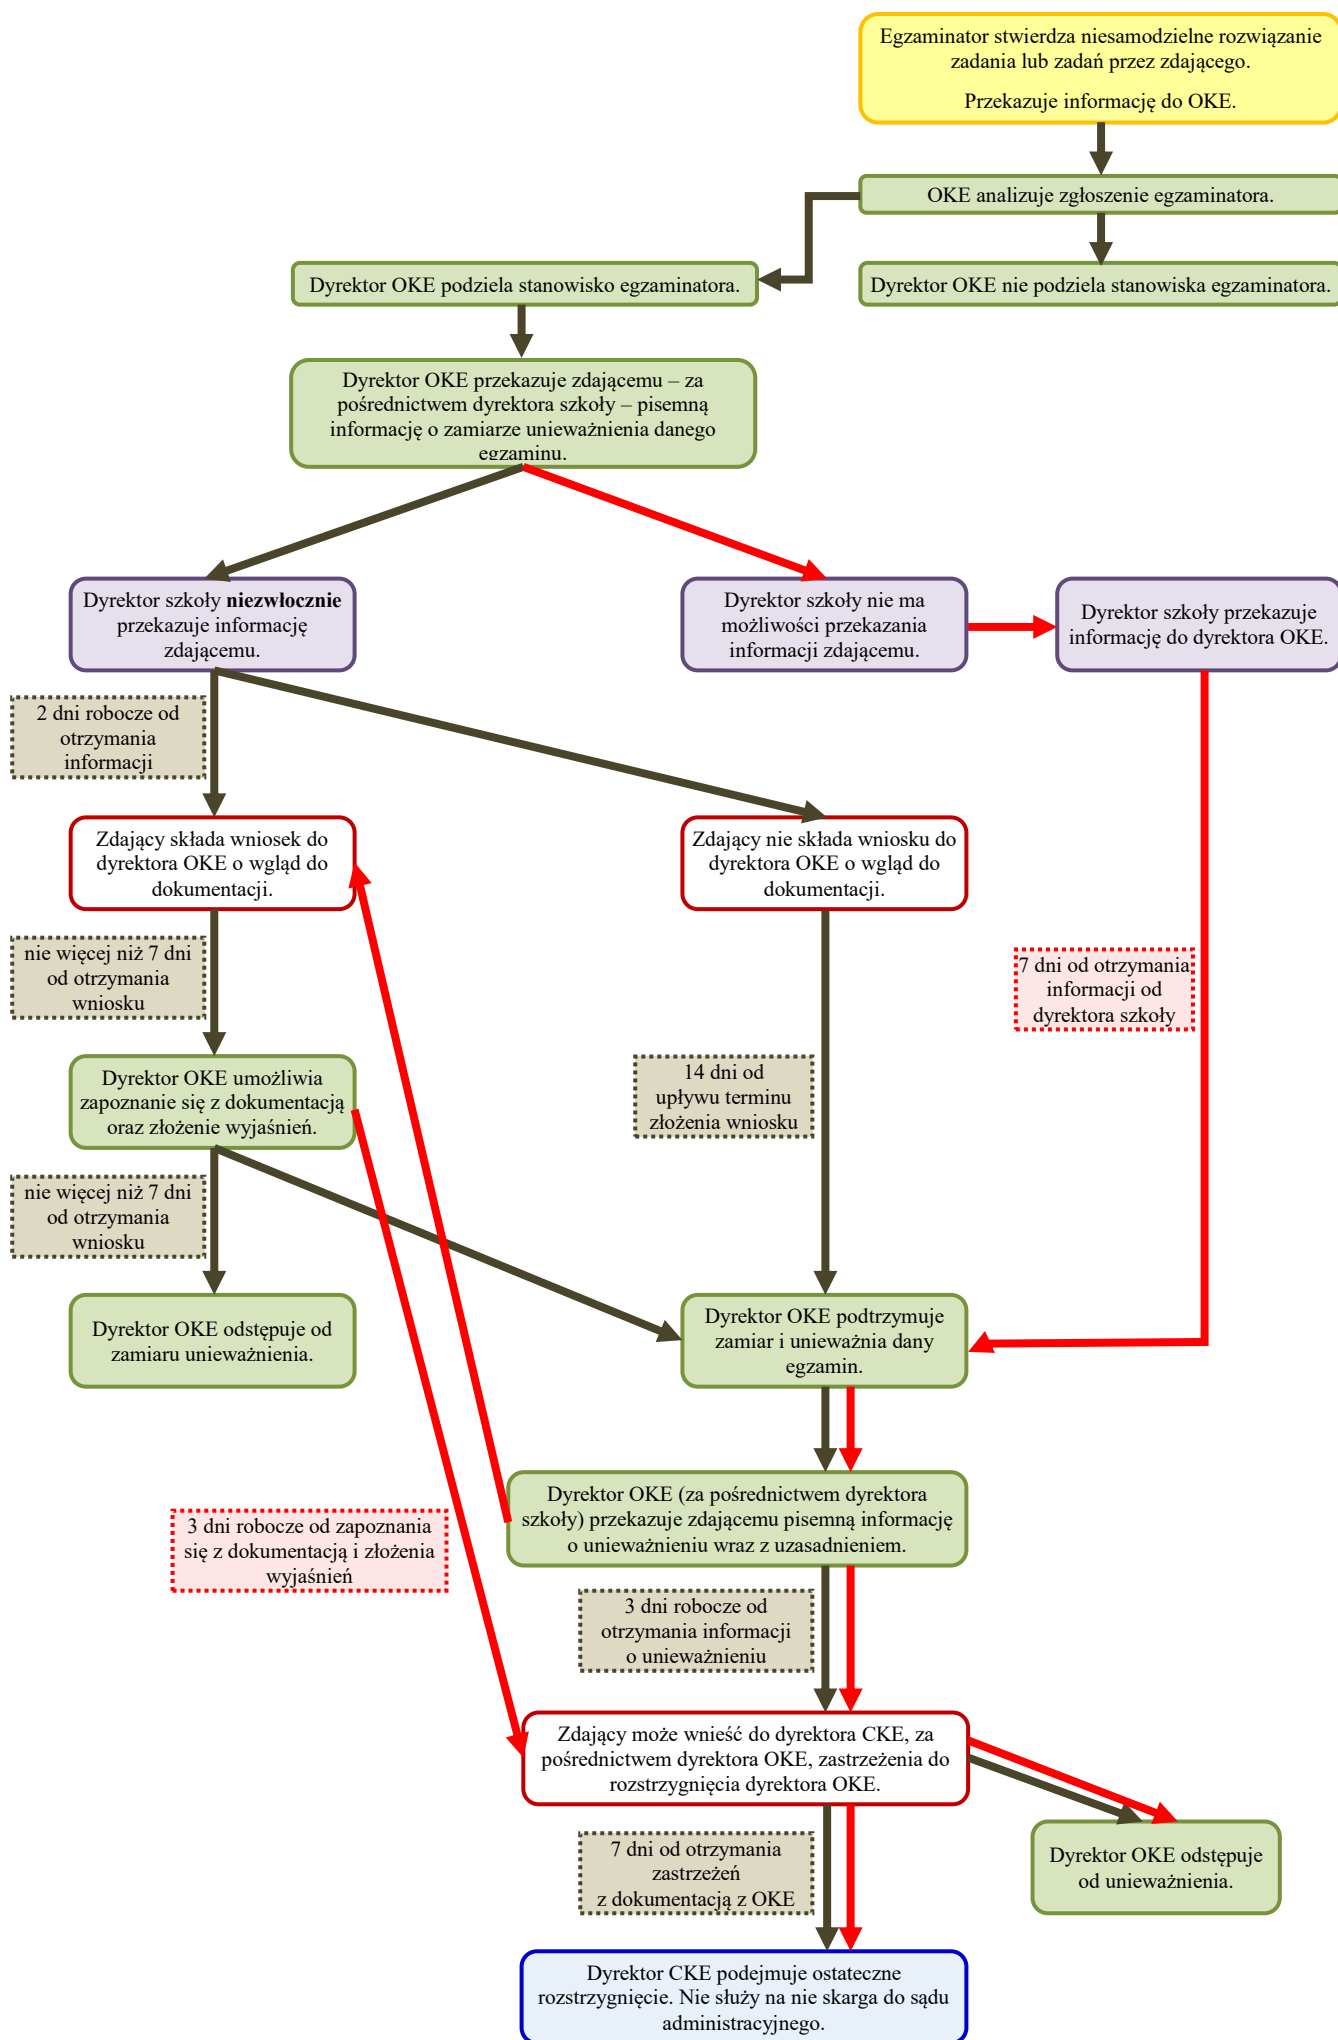 Egzaminator stwierdza niesamodzielne rozwiązanie
zadania lub zadań przez zdającego.
Przekazuje informację do OKE.
OKE analizuje zgłoszenie egzaminatora.
Dyrektor OKE podziela stanowisko egzaminatora.
Dyrektor OKE nie podziela stanowiska egzaminatora.
Dyrektor OKE przekazuje zdającemu – za
pośrednictwem dyrektora szkoły – pisemną
informację o zamiarze unieważnienia danego
egzaminu.
Dyrektor szkoły niezwłocznie
przekazuje informację
zdającemu.
Dyrektor szkoły nie ma
możliwości przekazania
informacji zdającemu.
Dyrektor szkoły przekazuje
informację do dyrektora OKE.
2 dni robocze od
otrzymania
informacji
Zdający składa wniosek do
dyrektora OKE o wgląd do
dokumentacji.
Zdający nie składa wniosku do
dyrektora OKE o wgląd do
dokumentacji.
nie więcej niż 7 dni
od otrzymania
wniosku
7 dni od otrzymania
informacji od
dyrektora szkoły
Dyrektor OKE umożliwia
zapoznanie się z dokumentacją
oraz złożenie wyjaśnień.
14 dni od
upływu terminu
złożenia wniosku
nie więcej niż 7 dni
od otrzymania
wniosku
Dyrektor OKE odstępuje od
zamiaru unieważnienia.
Dyrektor OKE podtrzymuje
zamiar i unieważnia dany
egzamin.
Dyrektor OKE (za pośrednictwem dyrektora
szkoły) przekazuje zdającemu pisemną informację
o unieważnieniu wraz z uzasadnieniem.
3 dni robocze od zapoznania
się z dokumentacją i złożenia
wyjaśnień
3 dni robocze od
otrzymania informacji
o unieważnieniu
Zdający może wnieść do dyrektora CKE, za
pośrednictwem dyrektora OKE, zastrzeżenia do
rozstrzygnięcia dyrektora OKE.
7 dni od otrzymania
zastrzeżeń
z dokumentacją z OKE
Dyrektor OKE odstępuje
od unieważnienia.
Dyrektor CKE podejmuje ostateczne
rozstrzygnięcie. Nie służy na nie skarga do sądu
administracyjnego.